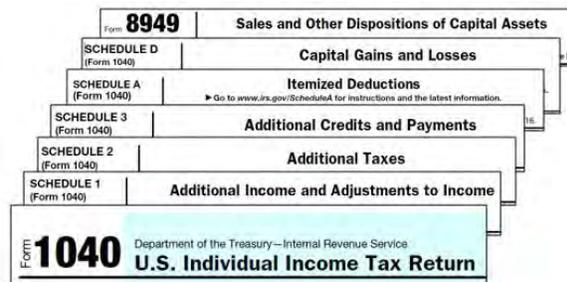 Form 8949 Sales and Other Dispositions of Capital Assets
SCHEDULE D Capital Gains and Losses
(Form 1040)
SCHEDULE A Itemized Deductions
(Form 1040) ▶ Go to www.irs.gov/ScheduleA for instructions and the latest information.
SCHEDULE 3 Additional Credits and Payments
(Form 1040)
16.
SCHEDULE 2 Additional Taxes
(Form 1040)
SCHEDULE 1 Additional Income and Adjustments to Income
(Form 1040)
Form 1040 Department of the Treasury—Internal Revenue Service
U.S. Individual Income Tax Return